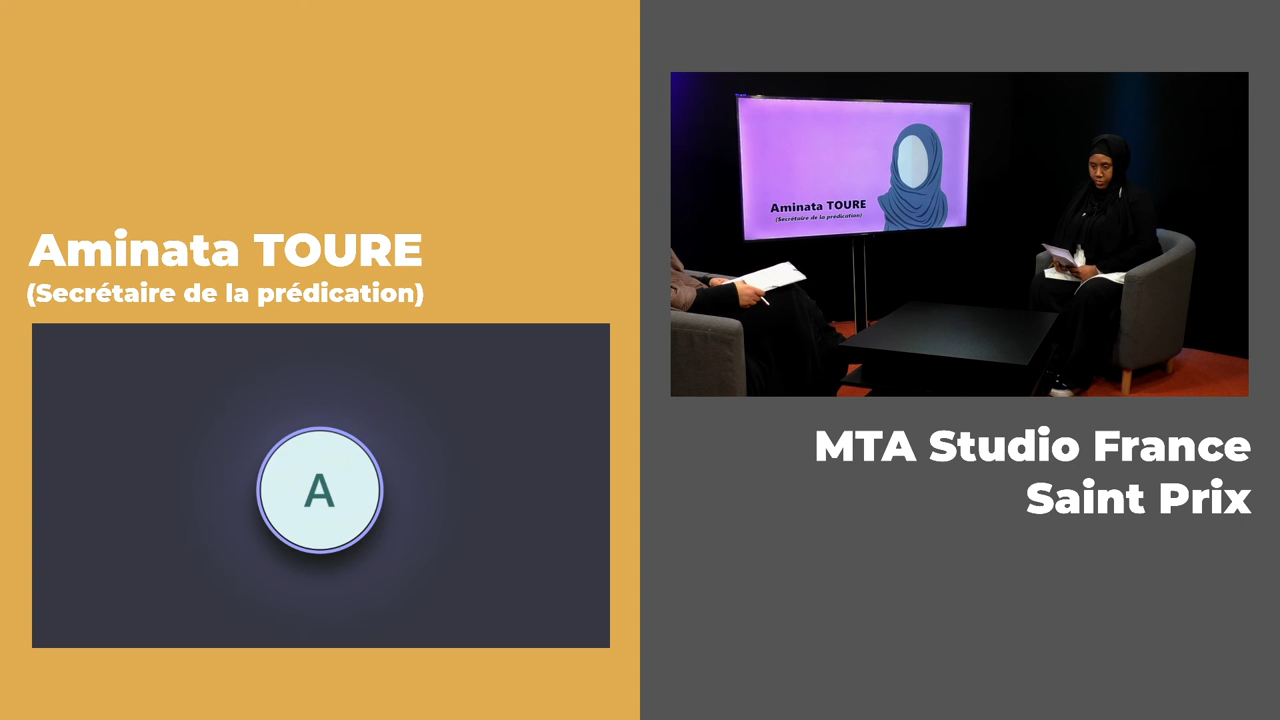 Aminata TOURE
(Secrétaire de la prédication)
A
Aminata TOURE
(Secrétaire de la prédication)
MTA Studio France
Saint Prix